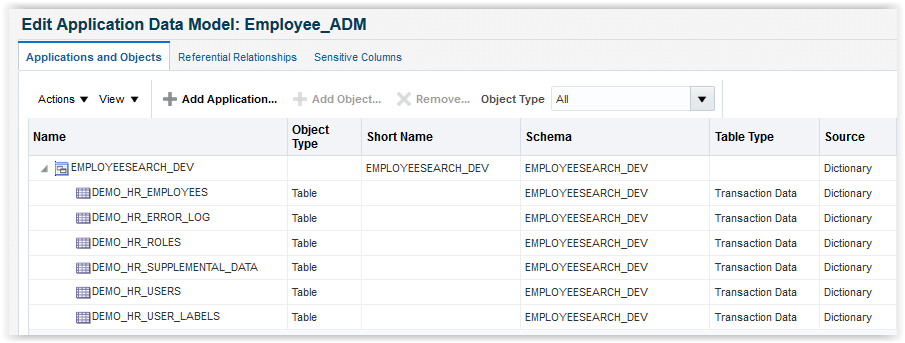 Edit Application Data Model: Employee_ADM
Applications and Objects Referential Relationships Sensitive Columns
Actions View Add Application... Add Object... Remove... Object Type All
Name Object Type Short Name Schema Table Type Source
EMPLOYEESEARCH_DEV EMPLOYEESEARCH_DEV EMPLOYEESEARCH_DEV Dictionary
DEMO_HR_EMPLOYEES Table EMPLOYEESEARCH_DEV Transaction Data Dictionary
DEMO_HR_ERROR_LOG Table EMPLOYEESEARCH_DEV Transaction Data Dictionary
DEMO_HR_ROLES Table EMPLOYEESEARCH_DEV Transaction Data Dictionary
DEMO_HR_SUPPLEMENTAL_DATA Table EMPLOYEESEARCH_DEV Transaction Data Dictionary
DEMO_HR_USERS Table EMPLOYEESEARCH_DEV Transaction Data Dictionary
DEMO_HR_USER_LABELS Table EMPLOYEESEARCH_DEV Transaction Data Dictionary